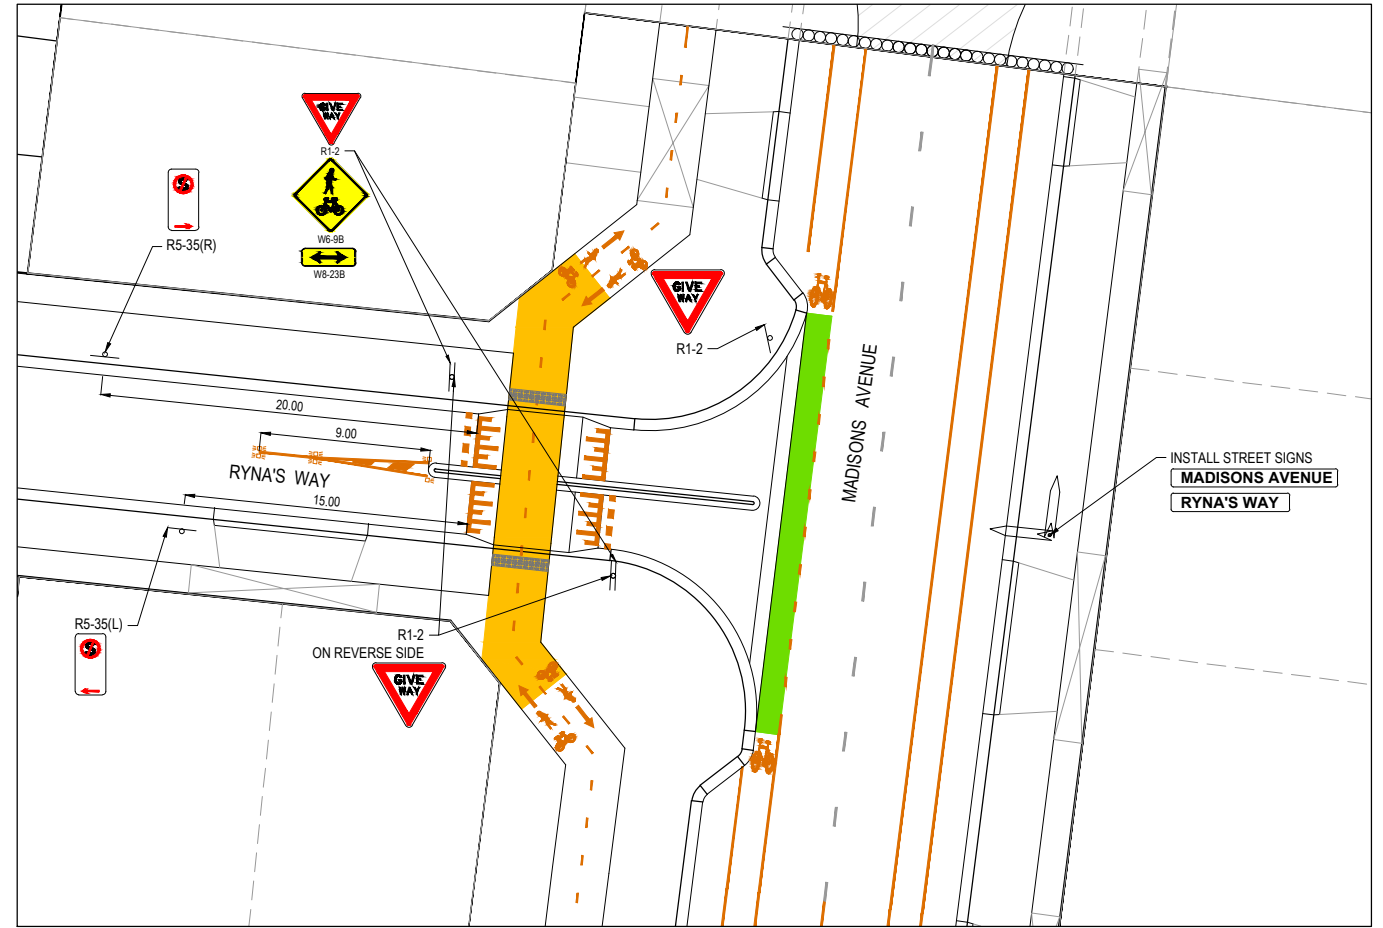 GIVE
WAY
R1-2
W6-9B
W8-23B
R5-35(R)
GIVE
WAY
R1-2
MADISONS AVENUE
20.00
9.00
RYNA'S WAY
15.00
INSTALL STREET SIGNS
MADISONS AVENUE
RYNA'S WAY
R5-35(L)
R1-2
ON REVERSE SIDE
GIVE
WAY